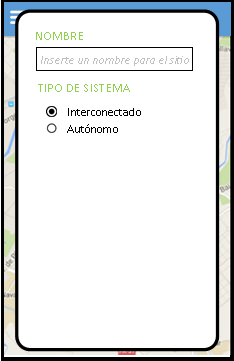 NOMBRE
Inserte un nombre para el sitio
TIPO DE SISTEMA
Interconectado
Autónomo